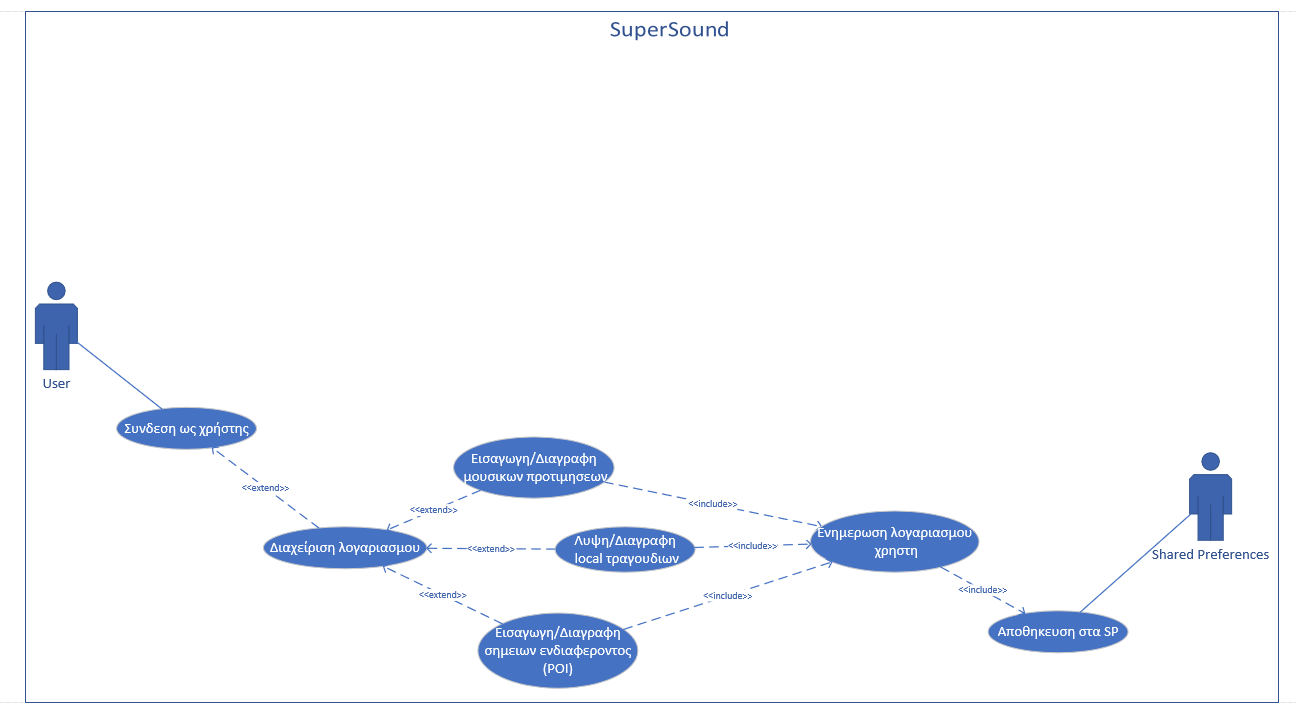 SuperSound
User
Συνδεση ως χρήστης
<<extend>>
Εισαγωγη/Διαγραφη
μουσικων προτιμησεων
<<extend>>
<<include>>
Διαχείριση λογαριασμου
<<extend>>
Λυψη/Διαγραφη
local τραγουδιων
<<include>>
Ενημερωση λογαριασμου
χρηστη
Shared Preferences
<<extend>>
<<include>>
<<include>>
Εισαγωγη/Διαγραφη
σημειων ενδιαφεροντος
(POI)
Αποθηκευση στα SP